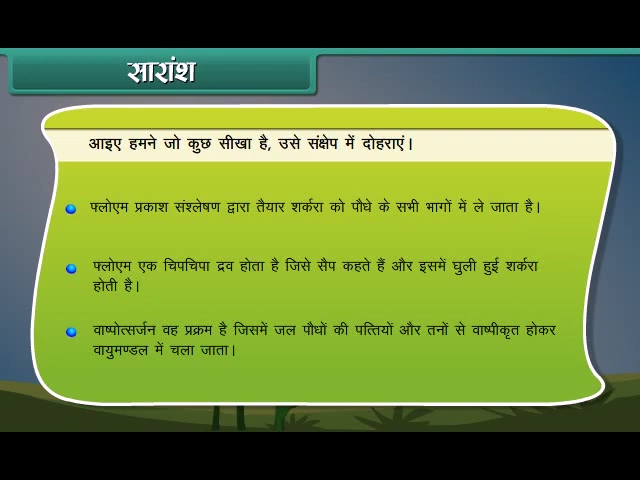 सारांश
आइए हमने जो कुछ सीखा है, उसे संक्षेप में दोहराएं।
फ्लोएम प्रकाश संश्लेषण द्वारा तैयार शर्करा को पौधे के सभी भागों में ले जाता है।
फ्लोएम एक चिपचिपा द्रव होता है जिसे सैप कहते हैं और इसमें घुली हुई शर्करा
होती है।
वाष्पोत्सर्जन वह प्रक्रम है जिसमें जल पौधों की पत्तियों और तनों से वाष्पीकृत होकर
वायुमण्डल में चला जाता।